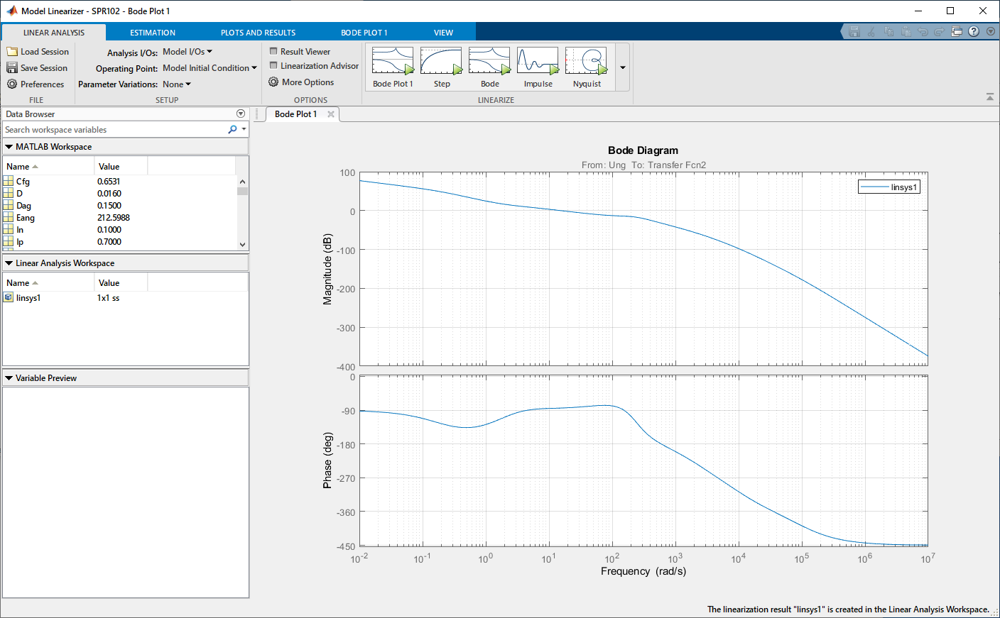 Model Linearizer - SPR102 - Bode Plot 1
LINEAR ANALYSIS ESTIMATION PLOTS AND RESULTS BODE PLOT 1 VIEW
Load Session
Save Session
Preferences
FILE
Analysis I/Os: Model I/Os
Operating Point: Model Initial Condition
Parameter Variations: None
SETUP
Result Viewer
Linearization Advisor
More Options
OPTIONS
Bode Plot 1 Step Bode Impulse Nyquist
LINEARIZE
Data Browser
Search workspace variables
MATLAB Workspace
Name Value
Cfg 0.6531
D 0.0160
Dag 0.1500
Eang 212.5988
In 0.1000
Ip 0.7000
Linear Analysis Workspace
Name Value
linsys1 1x1 ss
Variable Preview
Bode Plot 1
Bode Diagram
From: Ung To: Transfer Fcn2
linsys1
Magnitude (dB)
100
0
-100
-200
-300
-400
Phase (deg)
0
-90
-180
-270
-360
-450
10^-2 10^-1 10^0 10^1 10^2 10^3 10^4 10^5 10^6 10^7
Frequency (rad/s)
The linearization result "linsys1" is created in the Linear Analysis Workspace.